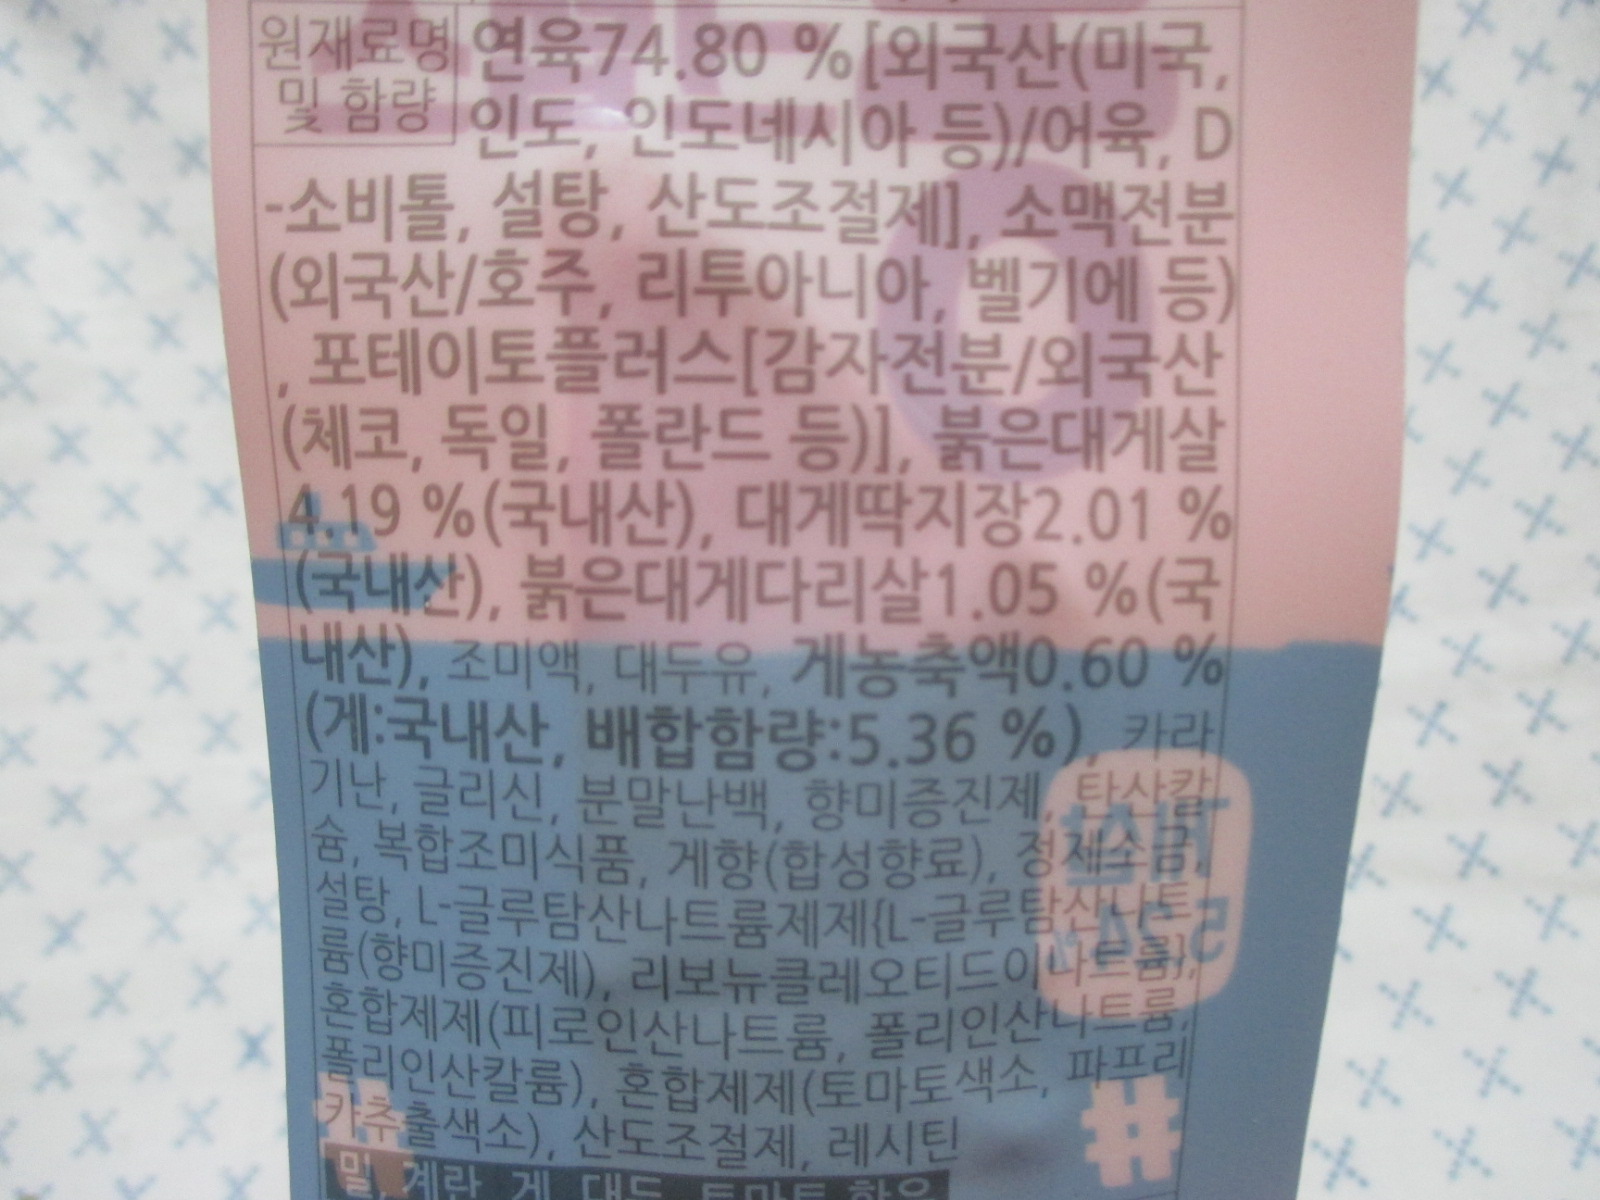 원재료명
및 함량
연육74.80 %[외국산(미국,
인도, 인도네시아 등)/어육, D
-소비톨, 설탕, 산도조절제], 소맥전분
(외국산/호주, 리투아니아, 벨기에 등)
, 포테이토플러스[감자전분/외국산
(체코, 독일, 폴란드 등)], 붉은대게살
4.19 %(국내산), 대게딱지장2.01 %
(국내산), 붉은대게다리살1.05 %(국
내산), 조미액, 대두유, 게농축액0.60 %
(게:국내산, 배합함량:5.36 %), 카라
기난, 글리신, 분말난백, 향미증진제, 탄산칼
슘, 복합조미식품, 게향(합성향료), 정제소금,
설탕, L-글루탐산나트륨제제{L-글루탐산나트
륨(향미증진제), 리보뉴클레오티드이나트륨},
혼합제제(피로인산나트륨, 폴리인산나트륨,
폴리인산칼륨), 혼합제제(토마토색소, 파프리
카추출색소), 산도조절제, 레시틴
밀, 계란, 게, 대두, 토마토 함유
게살
#
#